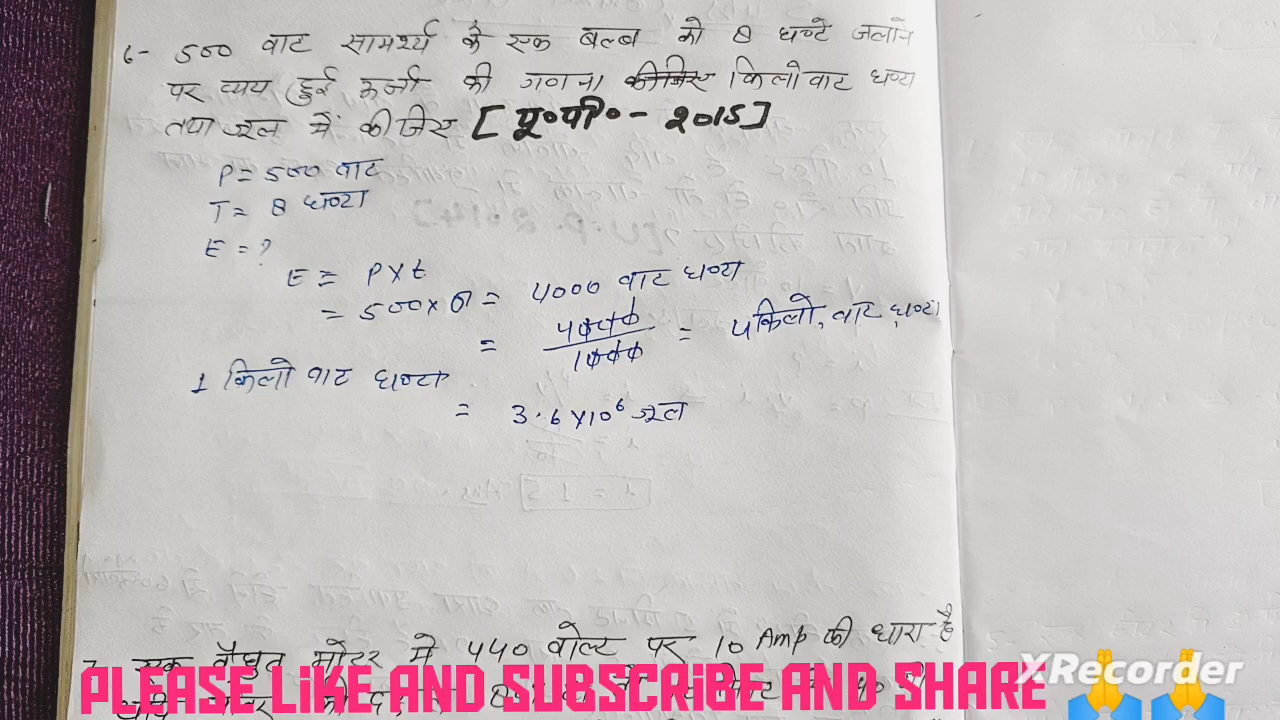 6- 500 वाट सामर्थ्य के एक बल्ब को 8 घण्टे जलाने
पर व्यय हुई ऊर्जा की गणना कीजिए किलोवाट घण्टा
तथा जूल में कीजिए [यू०पी०-2015]
P = 500 वाट
T = 8 घण्टा
E = ?
E = P×t
= 500×8 = 4000 वाट घण्टा
= 4000/1000 = 4 किलो, वाट घण्टा
1 किलो वाट घण्टा
= 3.6×10⁶ जूल
7. एक वैद्युत मोटर मे 440 वोल्ट पर 10 Amp की धारा है
PLEASE LiKE AND SUBSCRiBE AND SHARE
XRecorder